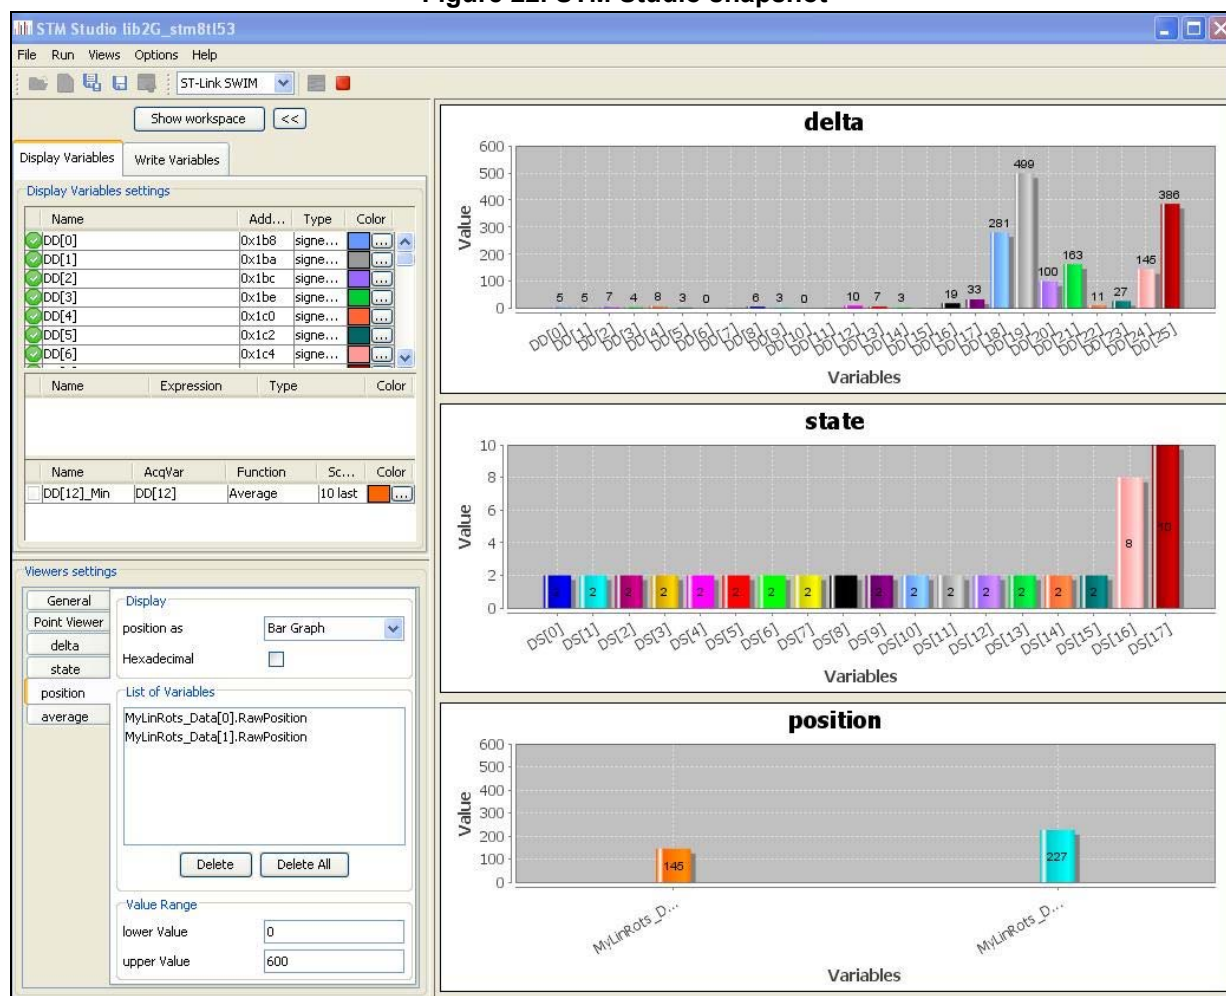 Figure 22. STM Studio snapshot
STM Studio lib2G_stm8tl53
File Run Views Options Help
ST-Link SWIM
Show workspace <<
Display Variables Write Variables
Display Variables settings
Name Add... Type Color
DD[0] 0x1b8 signe... ...
DD[1] 0x1ba signe... ...
DD[2] 0x1bc signe... ...
DD[3] 0x1be signe... ...
DD[4] 0x1c0 signe... ...
DD[5] 0x1c2 signe... ...
DD[6] 0x1c4 signe... ...
Name Expression Type Color
Name AcqVar Function Sc... Color
DD[12]_Min DD[12] Average 10 last ...
Viewers settings
General
Point Viewer
delta
state
position
average
Display
position as Bar Graph
Hexadecimal
List of Variables
MyLinRots_Data[0].RawPosition
MyLinRots_Data[1].RawPosition
Delete Delete All
Value Range
lower Value 0
upper Value 600
delta
Value
600
500
400
300
200
100
0
5 5 7 4 8 3 0 6 3 0 10 7 3 19 33 281 499 100 163 11 27 145 386
DD[0] DD[1] DD[2] DD[3] DD[4] DD[5] DD[6] DD[7] DD[8] DD[9] DD[10] DD[11] DD[12] DD[13] DD[14] DD[15] DD[16] DD[17] DD[18] DD[19] DD[20] DD[21] DD[22] DD[23] DD[24] DD[25]
Variables
state
Value
10
8
6
4
2
0
2 2 2 2 2 2 2 2 2 2 2 2 2 2 2 8 10
DS[0] DS[1] DS[2] DS[3] DS[4] DS[5] DS[6] DS[7] DS[8] DS[9] DS[10] DS[11] DS[12] DS[13] DS[14] DS[15] DS[16] DS[17]
Variables
position
Value
600
500
400
300
200
100
0
145 227
MyLinRots_D... MyLinRots_D...
Variables